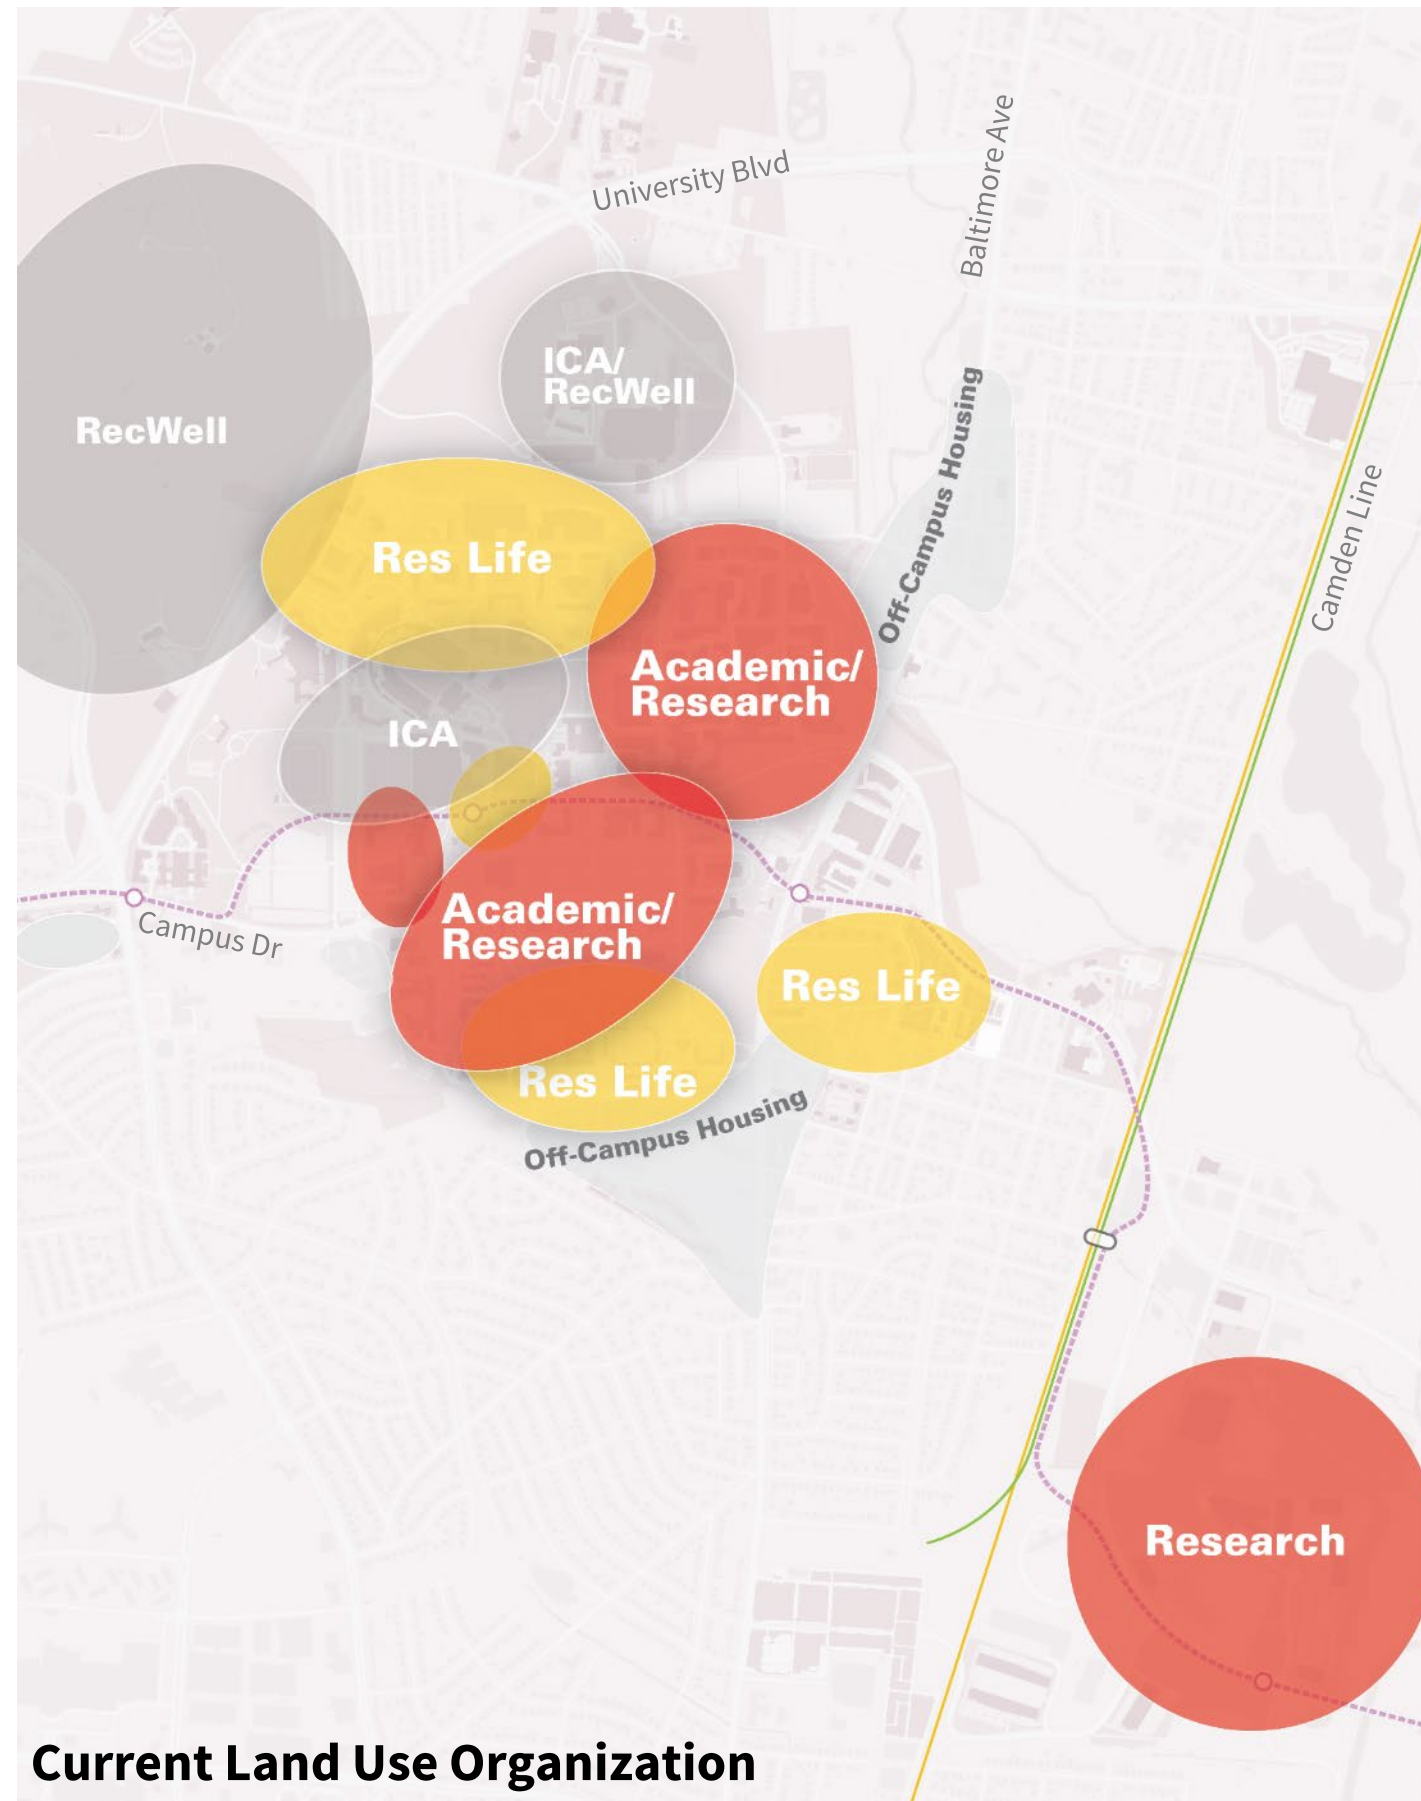 University Blvd
Baltimore Ave
ICA/
RecWell
RecWell
Off-Campus Housing
Camden Line
Res Life
Academic/
Research
ICA
Academic/
Research
Campus Dr
Res Life
Res Life
Off-Campus Housing
Research
Current Land Use Organization